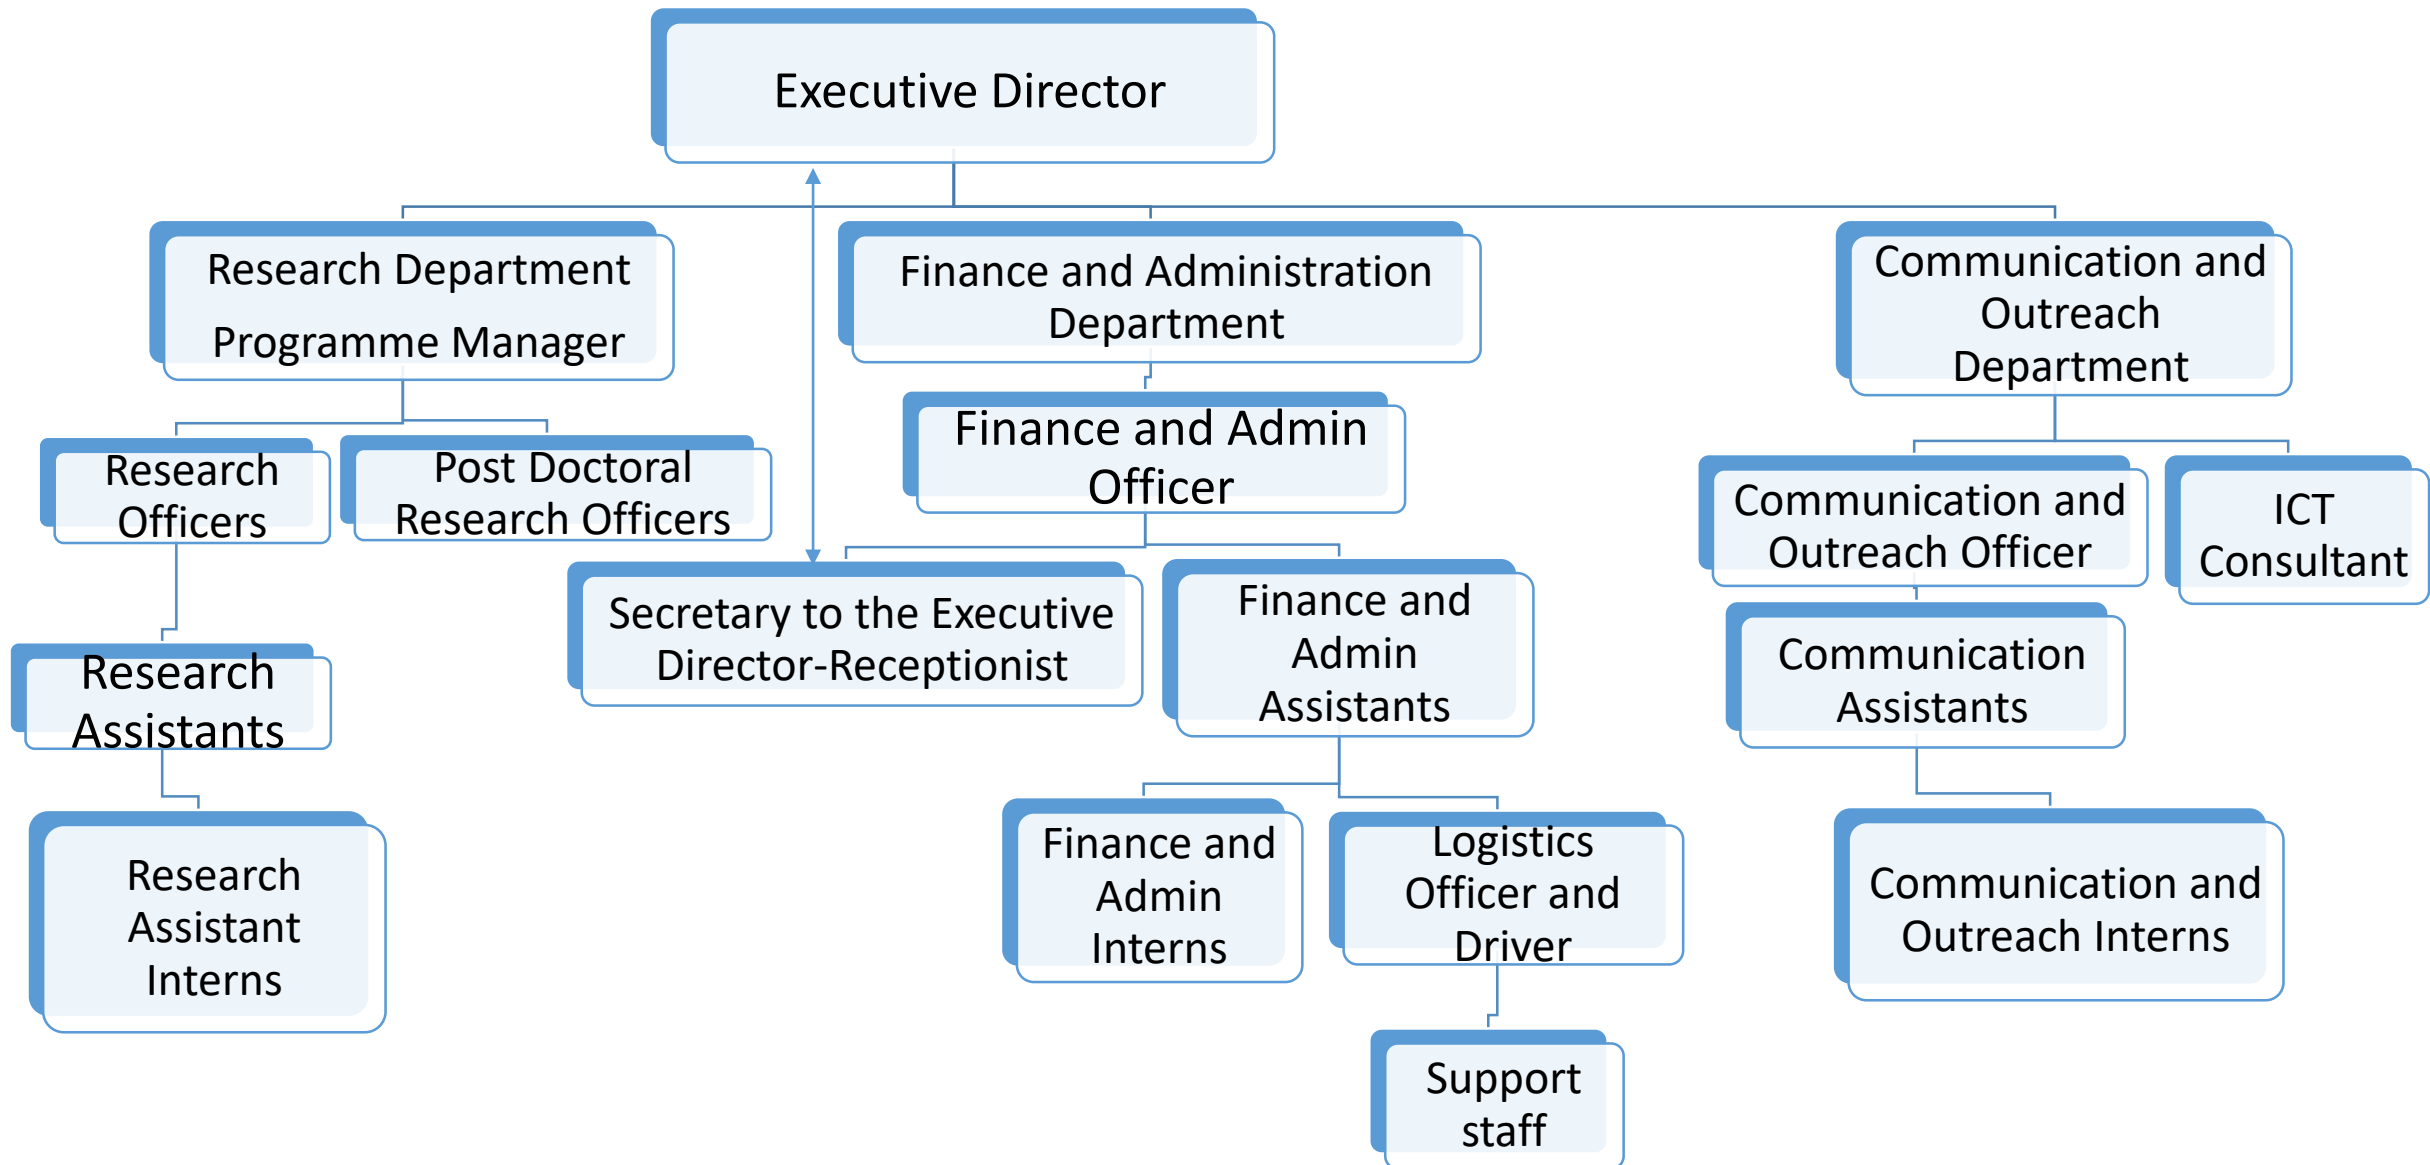 Executive Director
Research Department
Programme Manager
Finance and Administration
Department
Communication and
Outreach
Department
Research
Officers
Post Doctoral
Research Officers
Finance and Admin
Officer
Communication and
Outreach Officer
ICT
Consultant
Secretary to the Executive
Director-Receptionist
Finance and
Admin
Assistants
Research
Assistants
Communication
Assistants
Research
Assistant
Interns
Finance and
Admin
Interns
Logistics
Officer and
Driver
Communication and
Outreach Interns
Support
staff